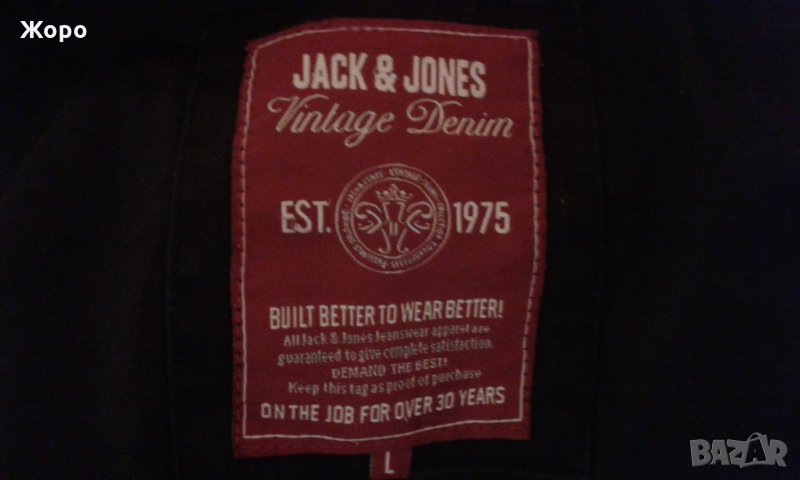 Жоро
JACK & JONES
Vintage Denim
EST. 1975
BUILT BETTER TO WEAR BETTER!
All Jack & Jones Jeanswear apparel are
guaranteed to give complete satisfaction.
DEMAND THE BEST!
Keep this tag as proof of purchase
ON THE JOB FOR OVER 30 YEARS
L
BAZAR